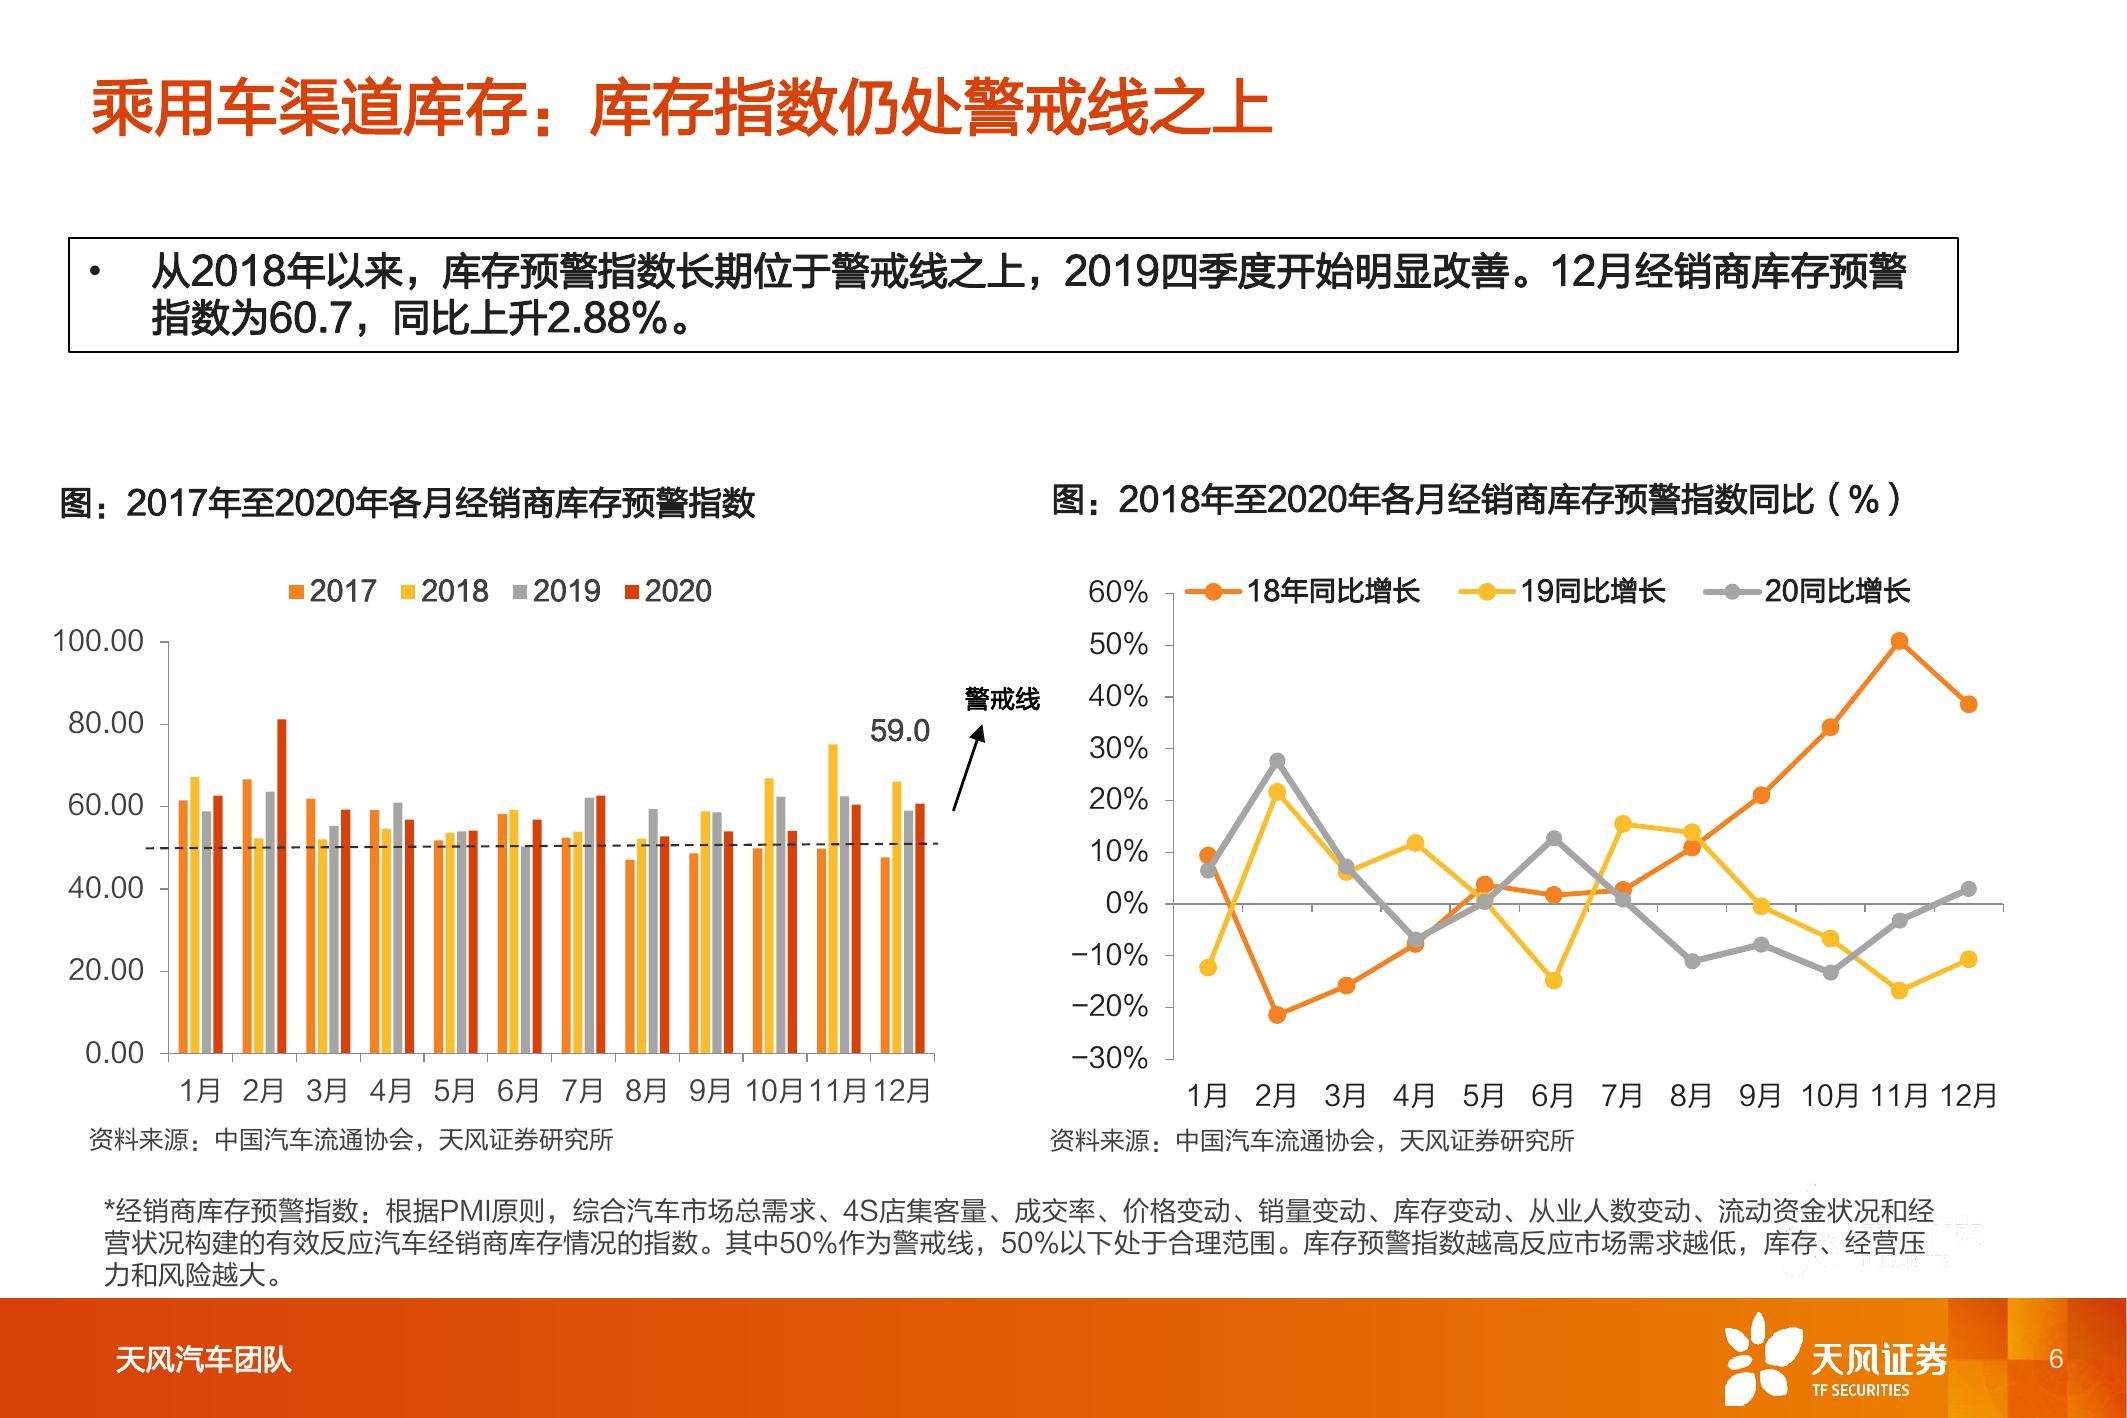 乘用车渠道库存：库存指数仍处警戒线之上
• 从2018年以来，库存预警指数长期位于警戒线之上，2019四季度开始明显改善。12月经销商库存预警
指数为60.7，同比上升2.88%。
图：2017年至2020年各月经销商库存预警指数
2017 2018 2019 2020
100.00
80.00
60.00
40.00
20.00
0.00
59.0
警戒线
1月 2月 3月 4月 5月 6月 7月 8月 9月 10月 11月 12月
资料来源：中国汽车流通协会，天风证券研究所
图：2018年至2020年各月经销商库存预警指数同比（%）
18年同比增长 19同比增长 20同比增长
60%
50%
40%
30%
20%
10%
0%
-10%
-20%
-30%
1月 2月 3月 4月 5月 6月 7月 8月 9月 10月 11月 12月
资料来源：中国汽车流通协会，天风证券研究所
*经销商库存预警指数：根据PMI原则，综合汽车市场总需求、4S店集客量、成交率、价格变动、销量变动、库存变动、从业人数变动、流动资金状况和经
营状况构建的有效反应汽车经销商库存情况的指数。其中50%作为警戒线，50%以下处于合理范围。库存预警指数越高反应市场需求越低，库存、经营压
力和风险越大。
天风汽车团队
天风证券
TF SECURITIES
6